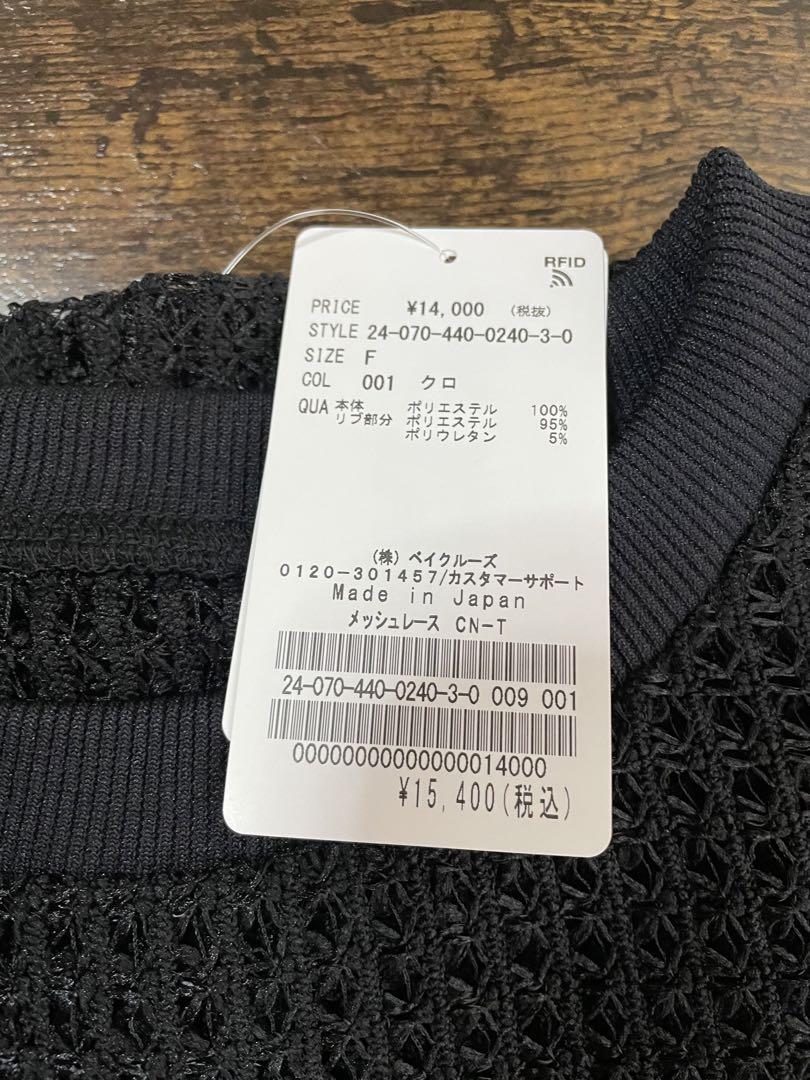 RFID
PRICE ¥14,000 (税抜)
STYLE 24-070-440-0240-3-0
SIZE F
COL 001 クロ
QUA 本体 ポリエステル 100%
リブ部分 ポリエステル 95%
ポリウレタン 5%
(株) ベイクルーズ
0120-301457/カスタマーサポート
Made in Japan
メッシュレース CN-T
24-070-440-0240-3-0 009 001
00000000000000014000
¥15,400(税込)